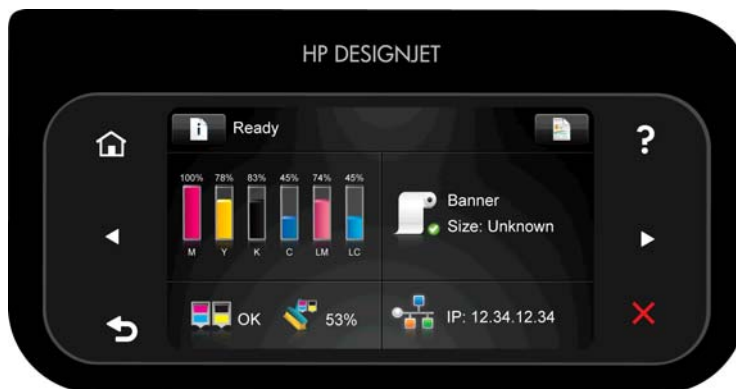 HP DESIGNJET
i Ready
?
100% 78% 83% 45% 74% 45%
M Y K C LM LC
Banner
Size: Unknown
OK
53%
IP: 12.34.12.34